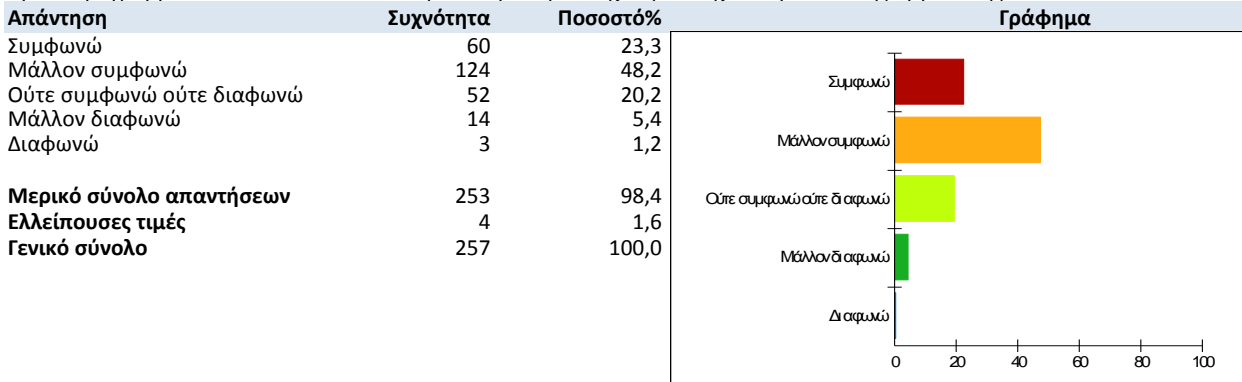 Απάντηση Συχνότητα Ποσοστό% Γράφημα
Συμφωνώ 60 23,3
Μάλλον συμφωνώ 124 48,2
Ούτε συμφωνώ ούτε διαφωνώ 52 20,2
Μάλλον διαφωνώ 14 5,4
Διαφωνώ 3 1,2
Μερικό σύνολο απαντήσεων 253 98,4
Ελλείπουσες τιμές 4 1,6
Γενικό σύνολο 257 100,0
Συμφωνώ
Μάλλον συμφωνώ
Ούτε συμφωνώ ούτε διαφωνώ
Μάλλον διαφωνώ
Διαφωνώ
0 20 40 60 80 100